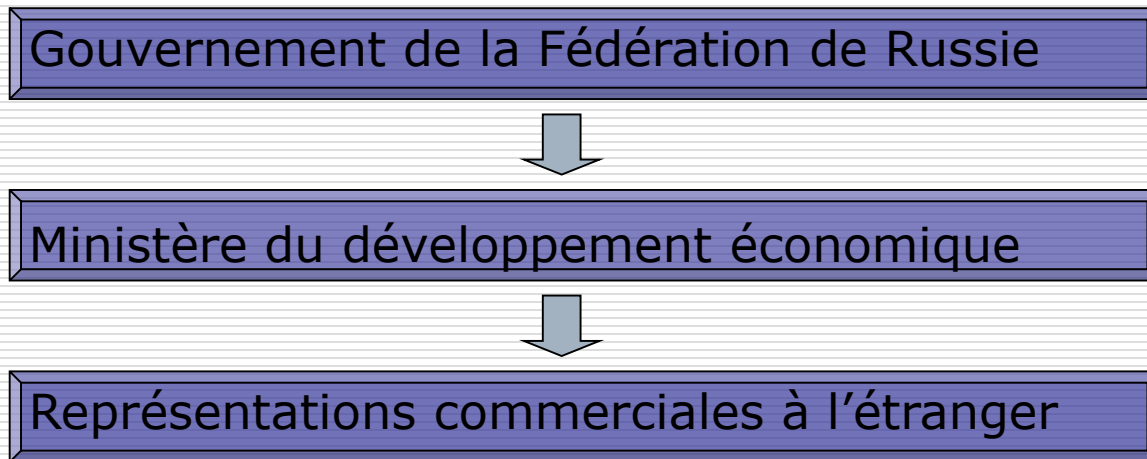 Gouvernement de la Fédération de Russie
Ministère du développement économique
Représentations commerciales à l’étranger